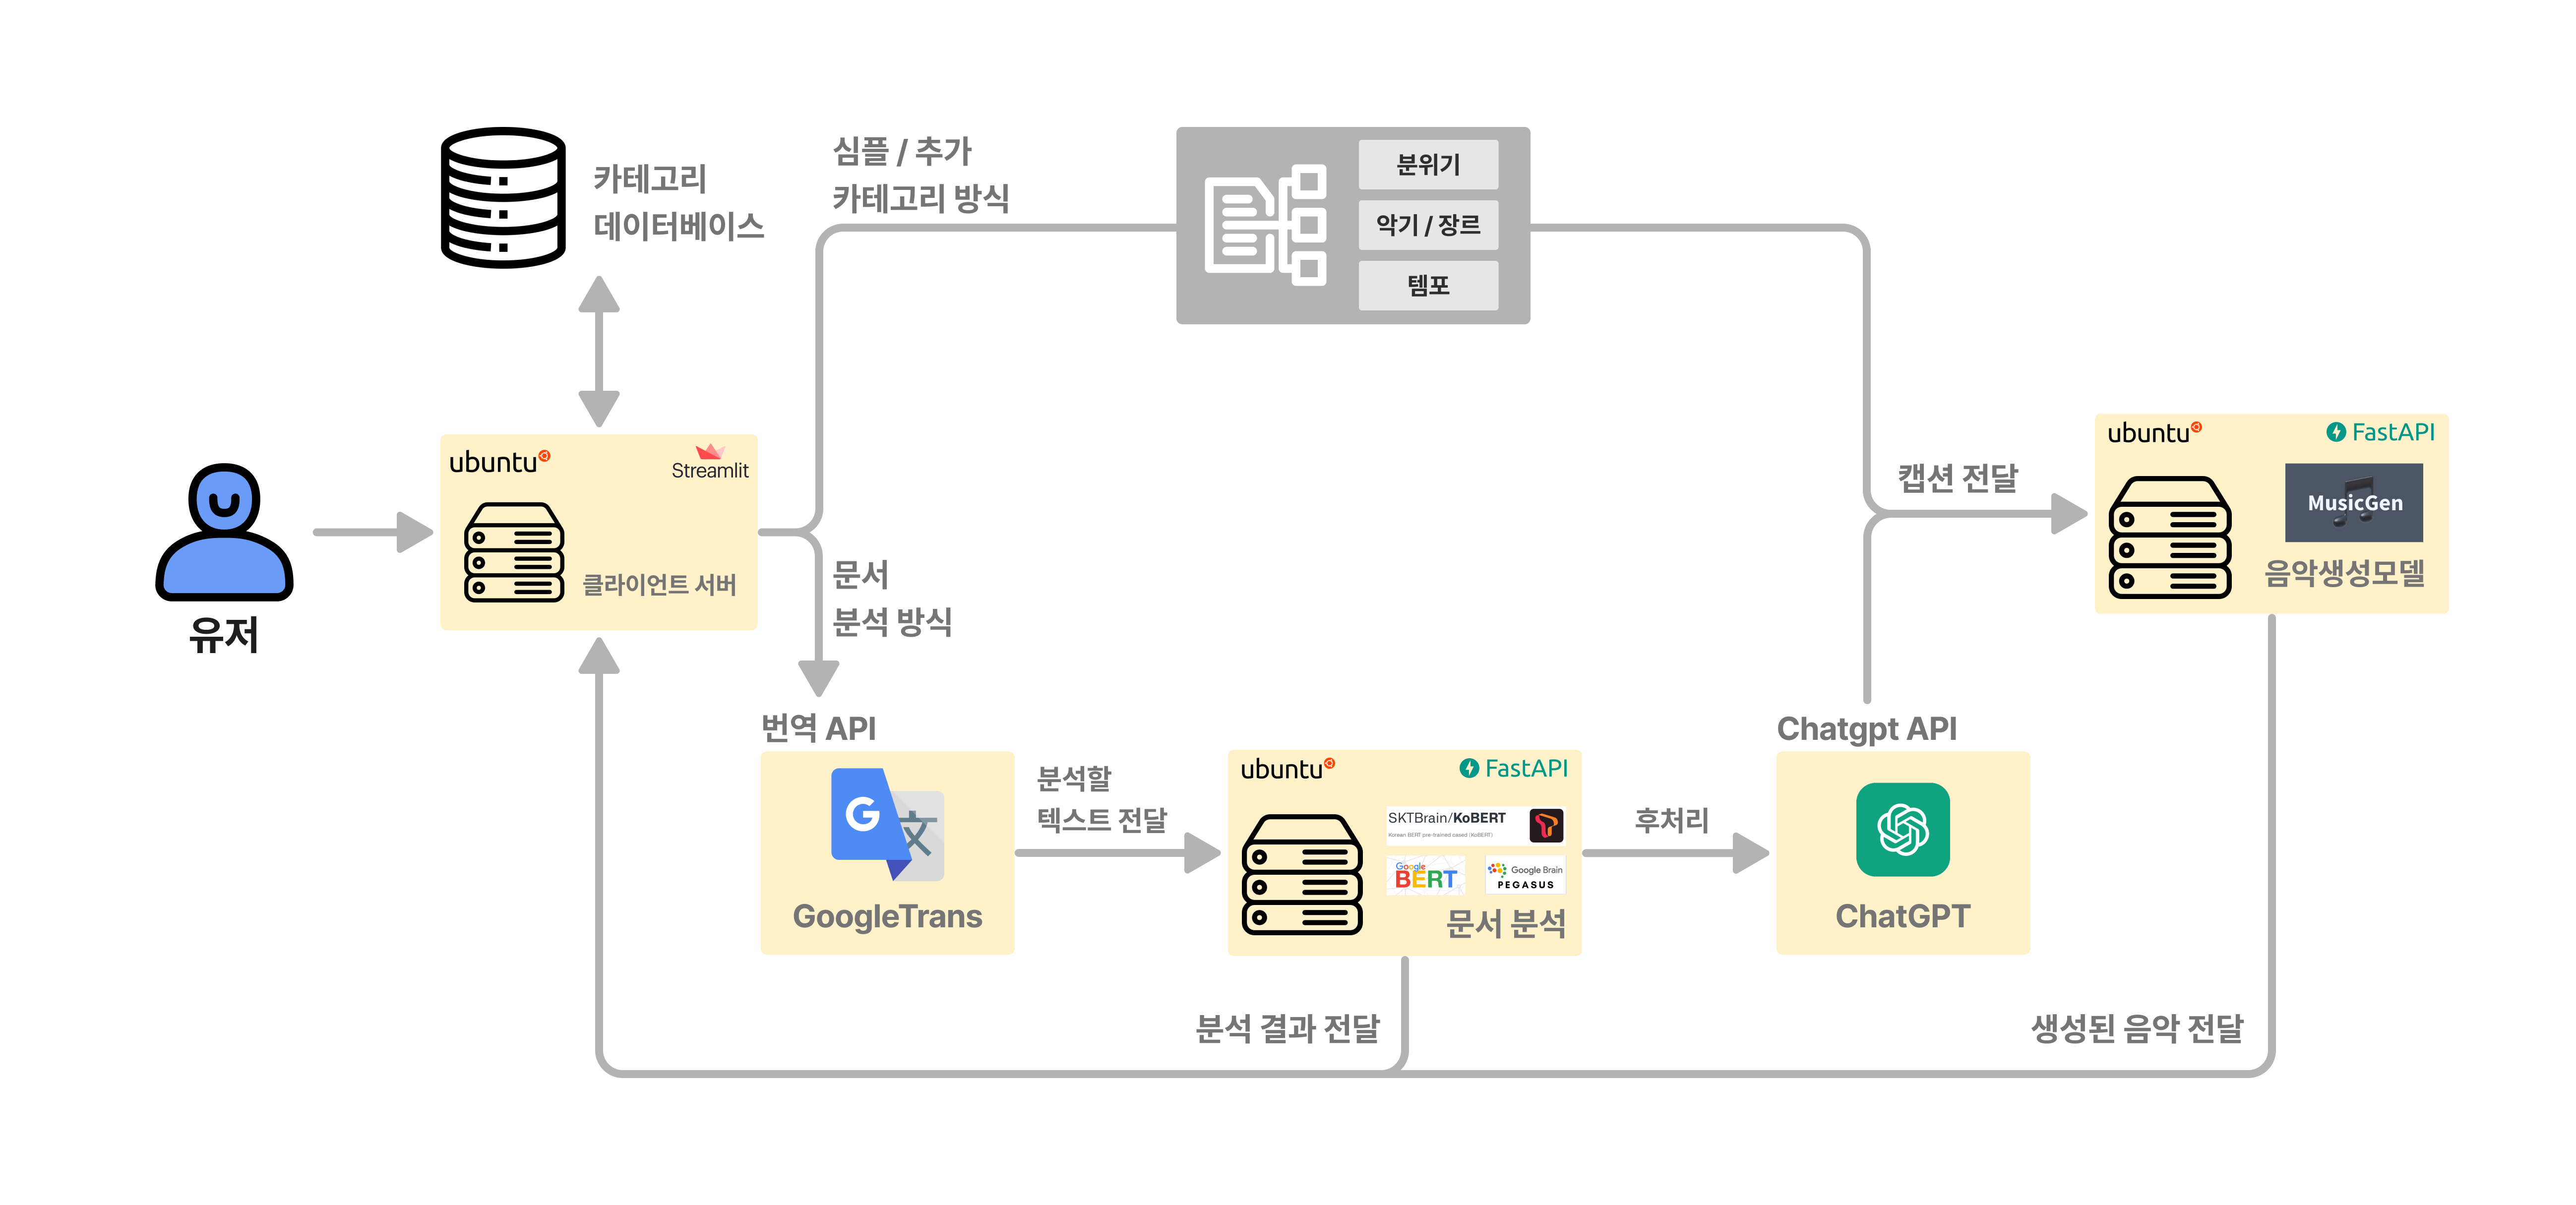 카테고리
데이터베이스
심플 / 추가
카테고리 방식
분위기
악기 / 장르
템포
ubuntu
Streamlit
클라이언트 서버
유저
문서
분석 방식
캡션 전달
ubuntu
FastAPI
MusicGen
음악생성모델
번역 API
G
文
GoogleTrans
분석할
텍스트 전달
ubuntu
FastAPI
SKTBrain/KoBERT
Korean BERT pre-trained cased (KoBERT)
Google
BERT
Google Brain
PEGASUS
문서 분석
후처리
Chatgpt API
ChatGPT
분석 결과 전달
생성된 음악 전달